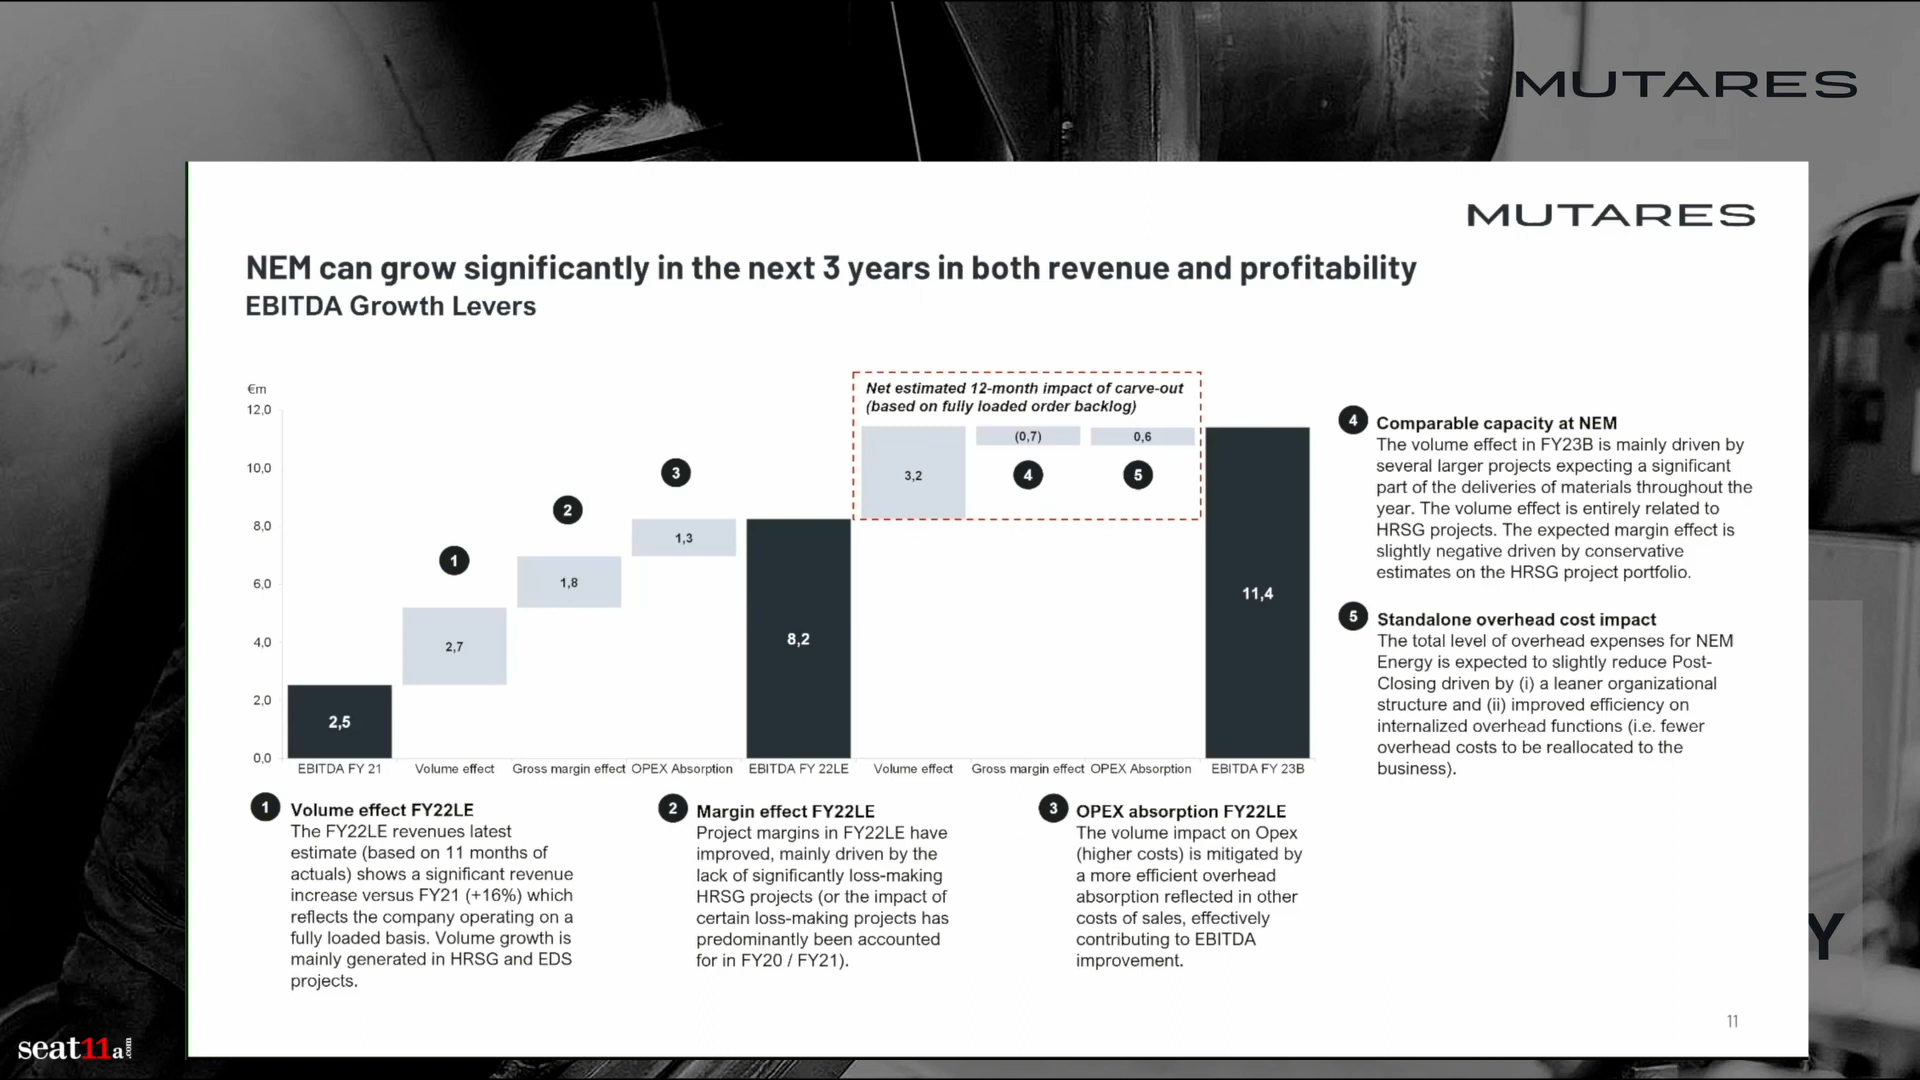 MUTARES
MUTARES
NEM can grow significantly in the next 3 years in both revenue and profitability
EBITDA Growth Levers
€m
12,0
10,0
8,0
6,0
4,0
2,0
0,0
Net estimated 12-month impact of carve-out
(based on fully loaded order backlog)
2,5
1
2,7
2
1,8
3
1,3
8,2
3,2
(0,7)
4
0,6
5
11,4
EBITDA FY 21
Volume effect
Gross margin effect
OPEX Absorption
EBITDA FY 22LE
Volume effect
Gross margin effect
OPEX Absorption
EBITDA FY 23B
4
Comparable capacity at NEM
The volume effect in FY23B is mainly driven by
several larger projects expecting a significant
part of the deliveries of materials throughout the
year. The volume effect is entirely related to
HRSG projects. The expected margin effect is
slightly negative driven by conservative
estimates on the HRSG project portfolio.
5
Standalone overhead cost impact
The total level of overhead expenses for NEM
Energy is expected to slightly reduce Post-
Closing driven by (i) a leaner organizational
structure and (ii) improved efficiency on
internalized overhead functions (i.e. fewer
overhead costs to be reallocated to the
business).
1
Volume effect FY22LE
The FY22LE revenues latest
estimate (based on 11 months of
actuals) shows a significant revenue
increase versus FY21 (+16%) which
reflects the company operating on a
fully loaded basis. Volume growth is
mainly generated in HRSG and EDS
projects.
2
Margin effect FY22LE
Project margins in FY22LE have
improved, mainly driven by the
lack of significantly loss-making
HRSG projects (or the impact of
certain loss-making projects has
predominantly been accounted
for in FY20 / FY21).
3
OPEX absorption FY22LE
The volume impact on Opex
(higher costs) is mitigated by
a more efficient overhead
absorption reflected in other
costs of sales, effectively
contributing to EBITDA
improvement.
Y
11
seat11a.com